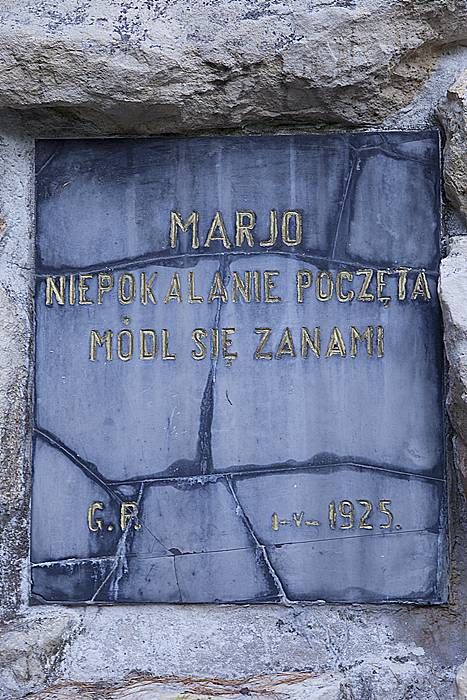 MARJO
NIEPOKALANIE POCZĘTA
MÓDL SIĘ ZANAMI
G. P. 1-V-1925.